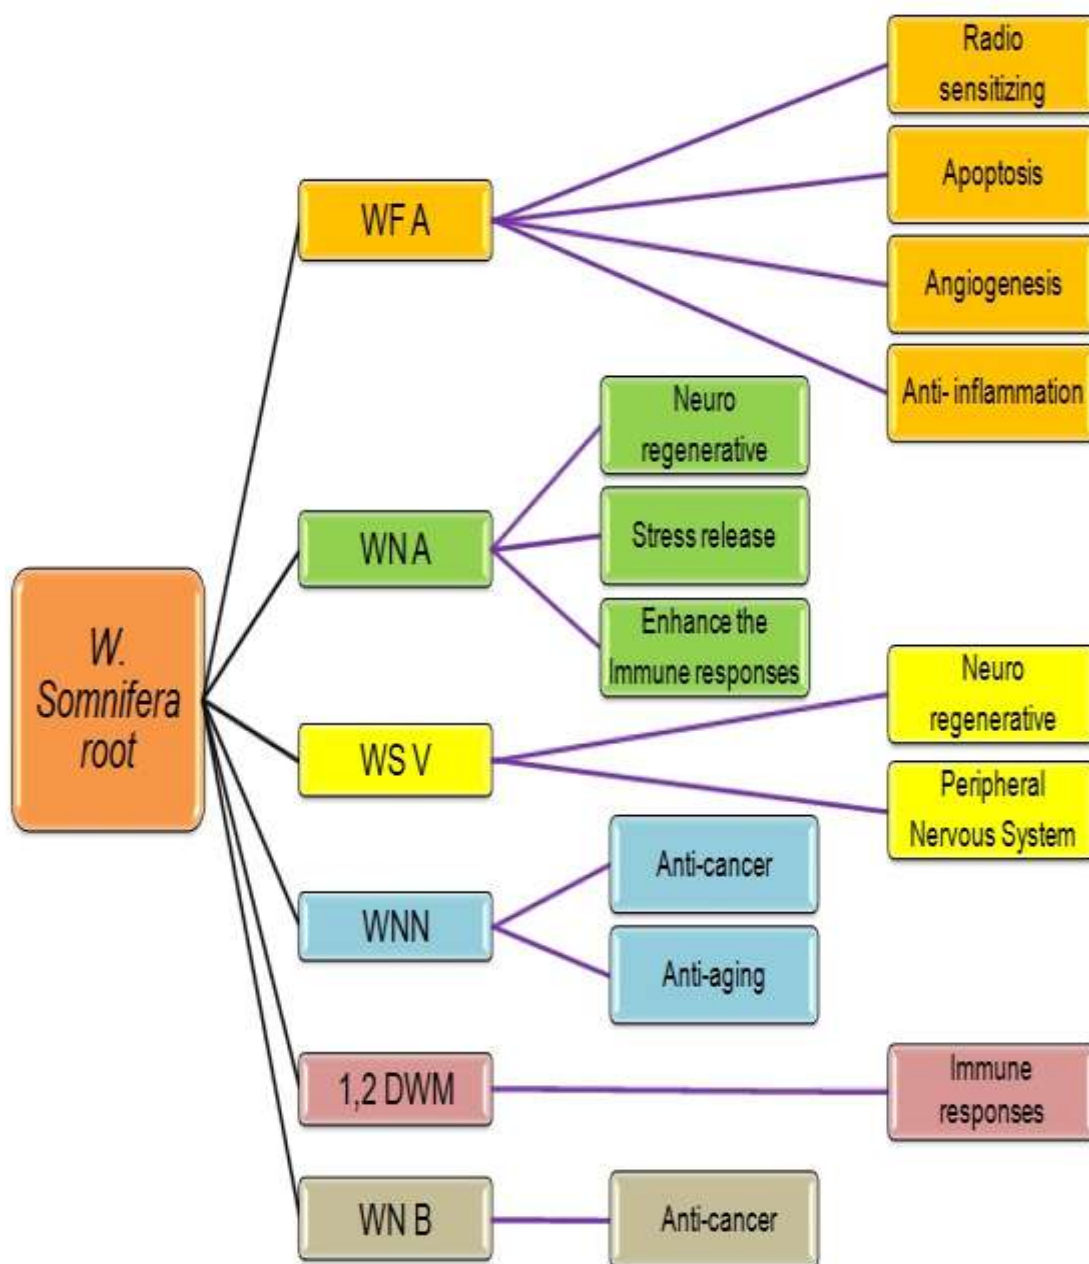 W.
Somnifera
root
WF A
Radio
sensitizing
Apoptosis
Angiogenesis
Anti- inflammation
WN A
Neuro
regenerative
Stress release
Enhance the
Immune responses
WS V
Neuro
regenerative
Peripheral
Nervous System
WNN
Anti-cancer
Anti-aging
1,2 DWM
Immune
responses
WN B
Anti-cancer